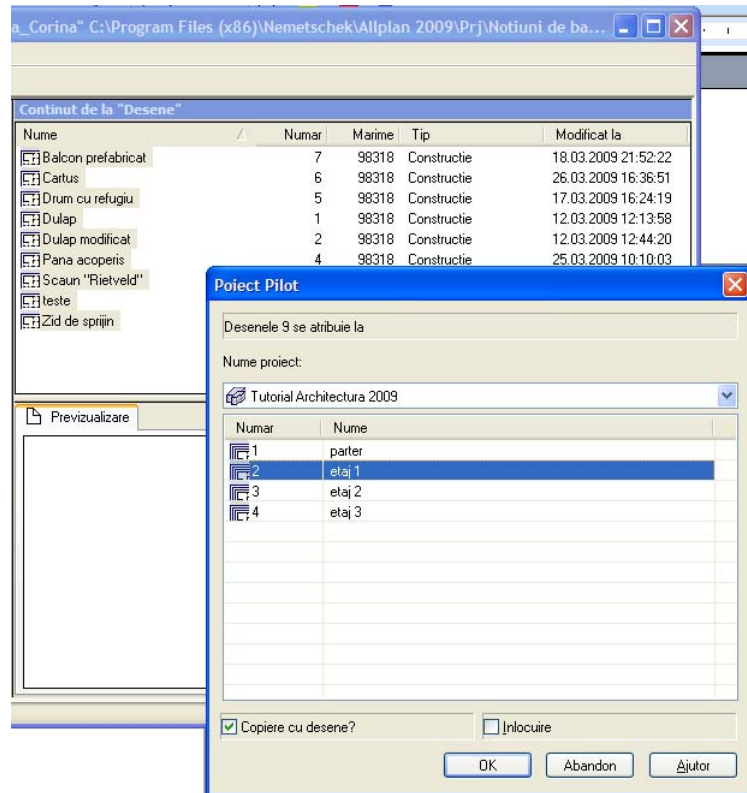 a_Corina" C:\Program Files (x86)\Nemetschek\Allplan 2009\Prj\Notiuni de ba...
Continut de la "Desene"
Nume Numar Marime Tip Modificat la
Balcon prefabricat 7 98318 Constructie 18.03.2009 21:52:22
Cartus 6 98318 Constructie 26.03.2009 16:36:51
Drum cu refugiu 5 98318 Constructie 17.03.2009 16:24:19
Dulap 1 98318 Constructie 12.03.2009 12:13:58
Dulap modificat 2 98318 Constructie 12.03.2009 12:44:20
Pana acoperis 4 98318 Constructie 25.03.2009 10:10:03
Scaun "Rietveld"
teste
Zid de sprijin
Previzualizare
Poiect Pilot
Desenele 9 se atribuie la
Nume proiect:
Tutorial Architectura 2009
Numar Nume
1 parter
2 etaj 1
3 etaj 2
4 etaj 3
Copiere cu desene? Inlocuire
OK Abandon Ajutor